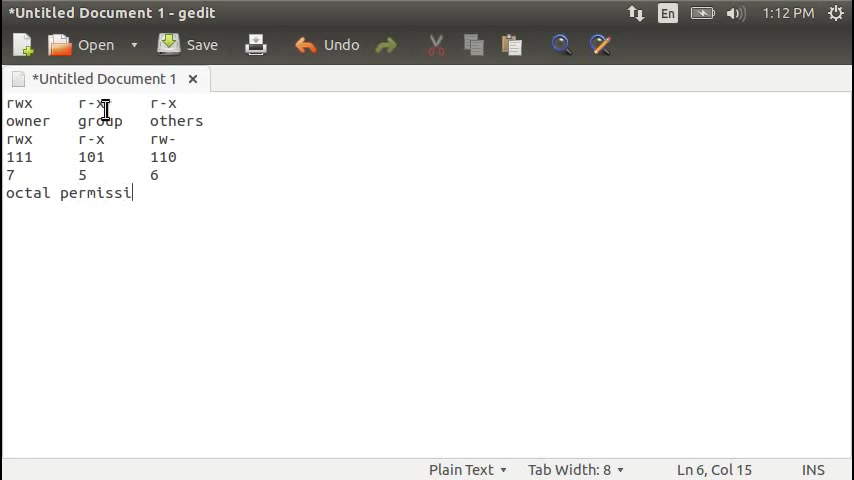 *Untitled Document 1 - gedit
En
1:12 PM
Open
Save
Undo
*Untitled Document 1 ×
rwx r-x r-x
owner group others
rwx r-x rw-
111 101 110
7 5 6
octal permissi
Plain Text
Tab Width: 8
Ln 6, Col 15
INS